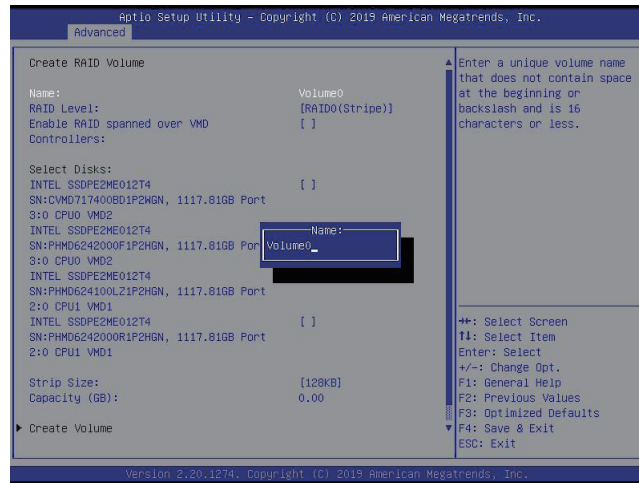 Aptio Setup Utility – Copyright (C) 2019 American Megatrends, Inc.
Advanced
Create RAID Volume
Name: Volume0
RAID Level: [RAID0(Stripe)]
Enable RAID spanned over VMD [ ]
Controllers:
Select Disks:
INTEL SSDPE2ME012T4 [ ]
SN:CVMD717400BD1P2WGN, 1117.81GB Port
3:0 CPU0 VMD2
INTEL SSDPE2ME012T4
SN:PHMD6242000F1P2HGN, 1117.81GB Por
3:0 CPU0 VMD2
INTEL SSDPE2ME012T4
SN:PHMD624100LZ1P2HGN, 1117.81GB Port
2:0 CPU1 VMD1
INTEL SSDPE2ME012T4 [ ]
SN:PHMD6242000R1P2HGN, 1117.81GB Port
2:0 CPU1 VMD1
Strip Size: [128KB]
Capacity (GB): 0.00
Create Volume
Name:
Volume0_
Enter a unique volume name
that does not contain space
at the beginning or
backslash and is 16
characters or less.
→←: Select Screen
↑↓: Select Item
Enter: Select
+/-: Change Opt.
F1: General Help
F2: Previous Values
F3: Optimized Defaults
F4: Save & Exit
ESC: Exit
Version 2.20.1274. Copyright (C) 2019 American Megatrends, Inc.